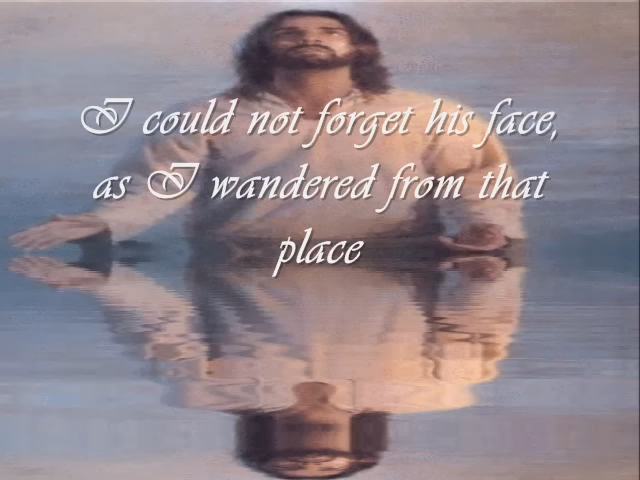 I could not forget his face,
as I wandered from that
place